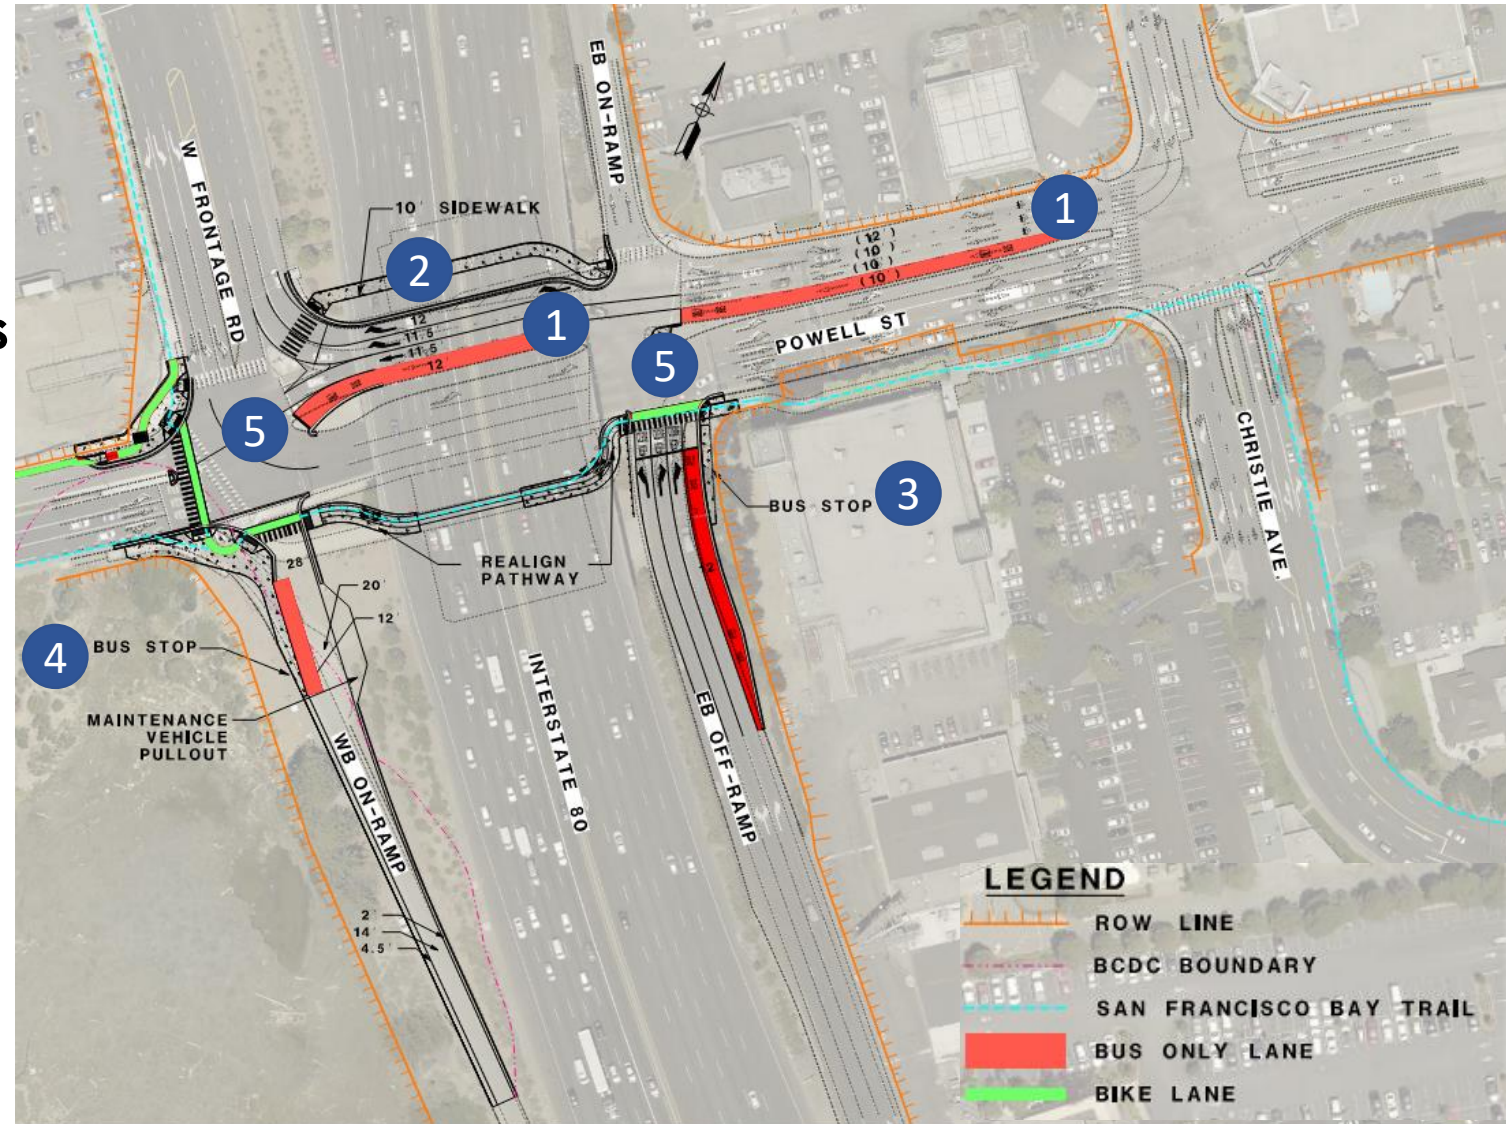 EB ON-RAMP
W FRONTAGE RD
10' SIDEWALK
1
2
(12)
(10)
(10)
(10')
12
11.5
11.5
12
1
POWELL ST
5
5
s
CHRISTIE AVE.
BUS STOP
3
REALIGN
PATHWAY
28
20'
12'
4
BUS STOP
MAINTENANCE
VEHICLE
PULLOUT
12
INTERSTATE 80
EB OFF-RAMP
WB ON-RAMP
2'
14'
4.5'
LEGEND
ROW LINE
BCDC BOUNDARY
SAN FRANCISCO BAY TRAIL
BUS ONLY LANE
BIKE LANE